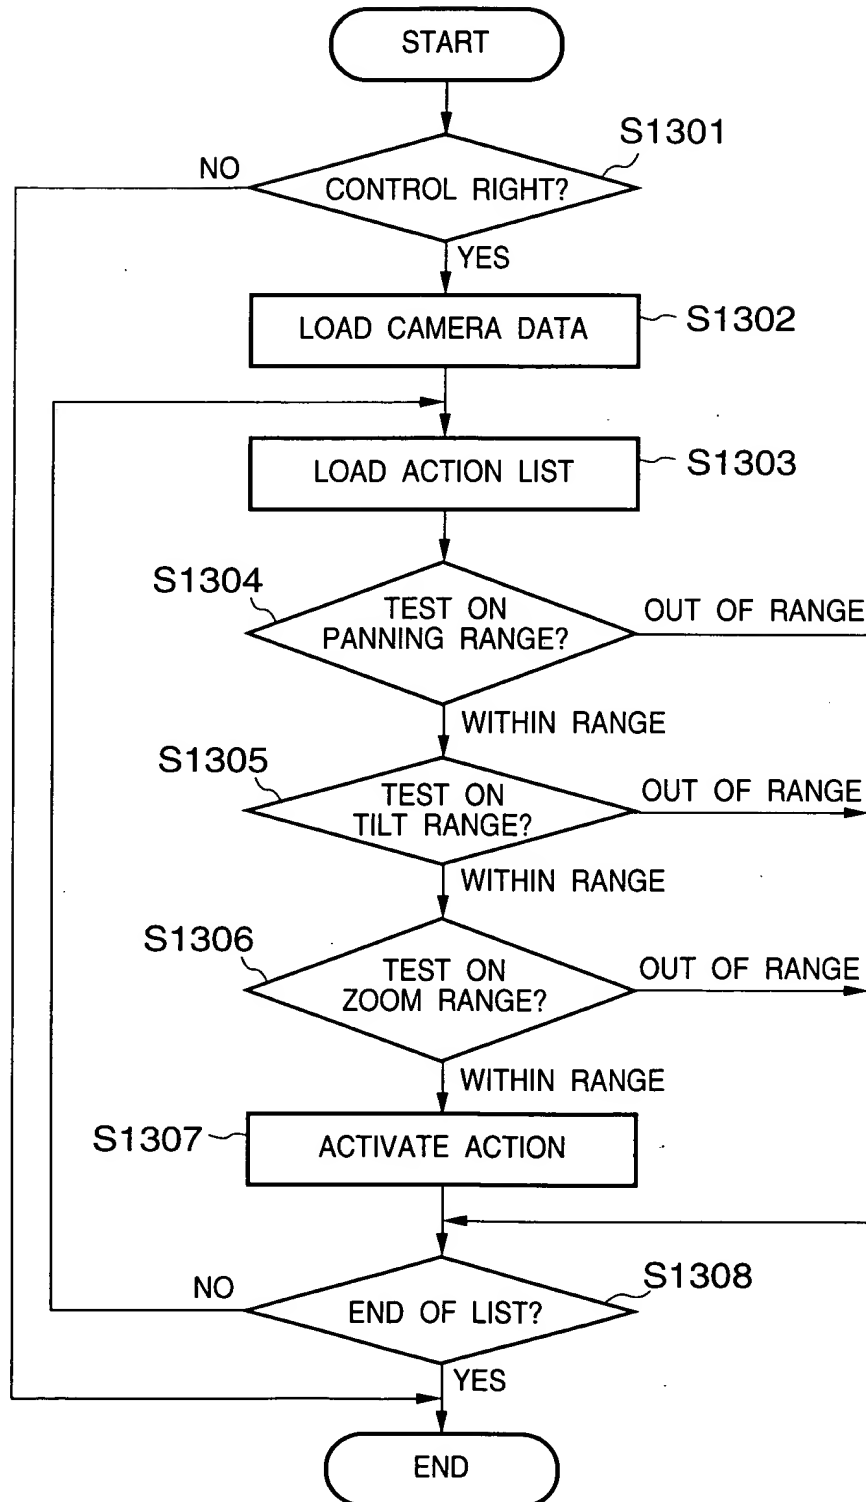 START
S1301
NO
CONTROL RIGHT?
YES
LOAD CAMERA DATA
S1302
LOAD ACTION LIST
S1303
S1304
TEST ON
PANNING RANGE?
OUT OF RANGE
WITHIN RANGE
S1305
TEST ON
TILT RANGE?
OUT OF RANGE
WITHIN RANGE
S1306
TEST ON
ZOOM RANGE?
OUT OF RANGE
WITHIN RANGE
S1307
ACTIVATE ACTION
S1308
NO
END OF LIST?
YES
END